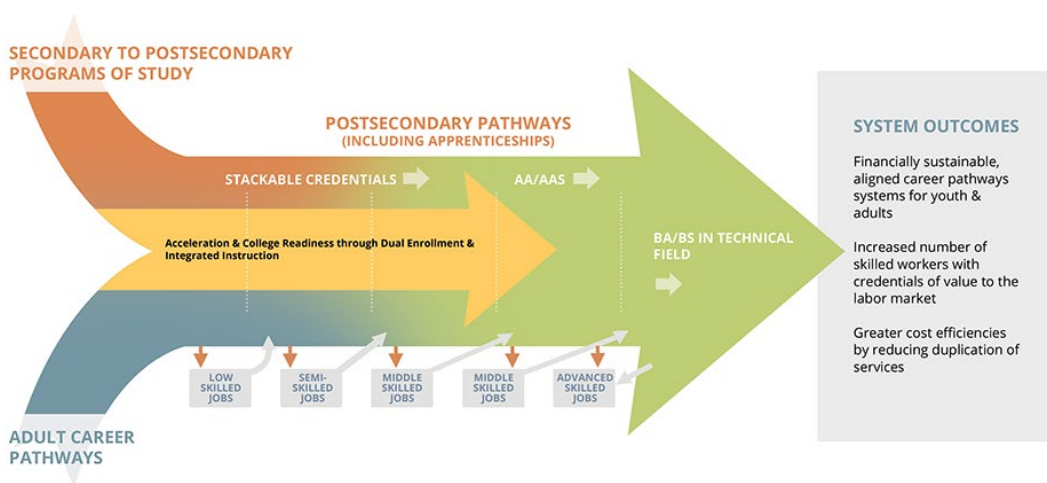 SECONDARY TO POSTSECONDARY
PROGRAMS OF STUDY
POSTSECONDARY PATHWAYS
(INCLUDING APPRENTICESHIPS)
STACKABLE CREDENTIALS
AA/AAS
Acceleration & College Readiness through Dual Enrollment &
Integrated Instruction
BA/BS IN TECHNICAL
FIELD
LOW
SKILLED
JOBS
SEMI-
SKILLED
JOBS
MIDDLE
SKILLED
JOBS
MIDDLE
SKILLED
JOBS
ADVANCED
SKILLED
JOBS
ADULT CAREER
PATHWAYS
SYSTEM OUTCOMES
Financially sustainable,
aligned career pathways
systems for youth &
adults
Increased number of
skilled workers with
credentials of value to the
labor market
Greater cost efficiencies
by reducing duplication of
services